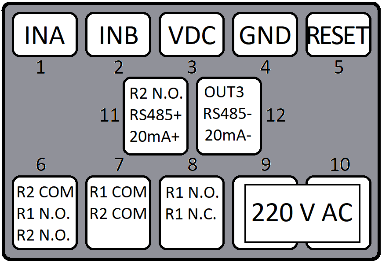 INA INB VDC GND RESET
1 2 3 4 5
R2 N.O.
RS485+
20mA+
11
OUT3
RS485-
20mA-
12
6 7 8 9 10
R2 COM
R1 N.O.
R2 N.O.
R1 COM
R2 COM
R1 N.O.
R1 N.C.
220 V AC